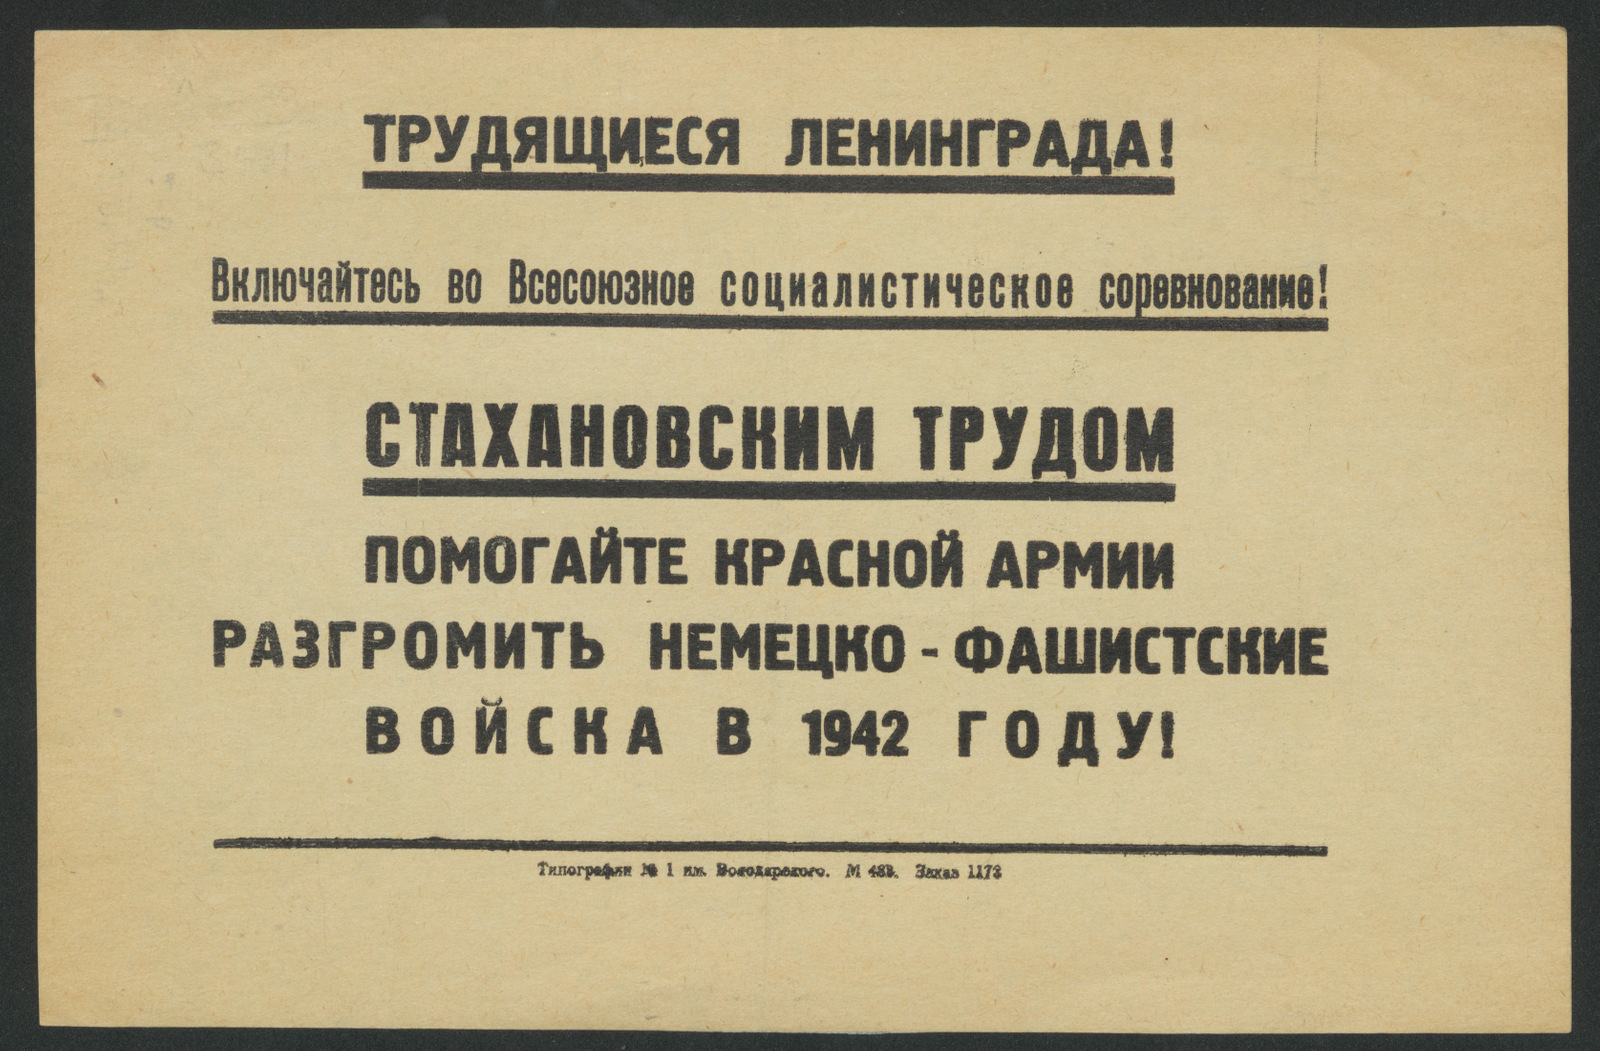 ТРУДЯЩИЕСЯ ЛЕНИНГРАДА!
Включайтесь во Всесоюзное социалистическое соревнование!
СТАХАНОВСКИМ ТРУДОМ
ПОМОГАЙТЕ КРАСНОЙ АРМИИ
РАЗГРОМИТЬ НЕМЕЦКО-ФАШИСТСКИЕ
ВОЙСКА В 1942 ГОДУ!
Типография № 1 им. Володарского. М Заказ 1173